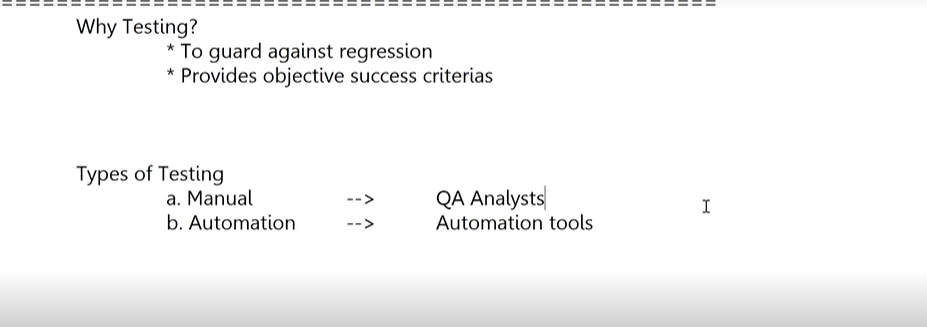 ================================================
Why Testing?
* To guard against regression
* Provides objective success criterias
Types of Testing
a. Manual --> QA Analysts
b. Automation --> Automation tools